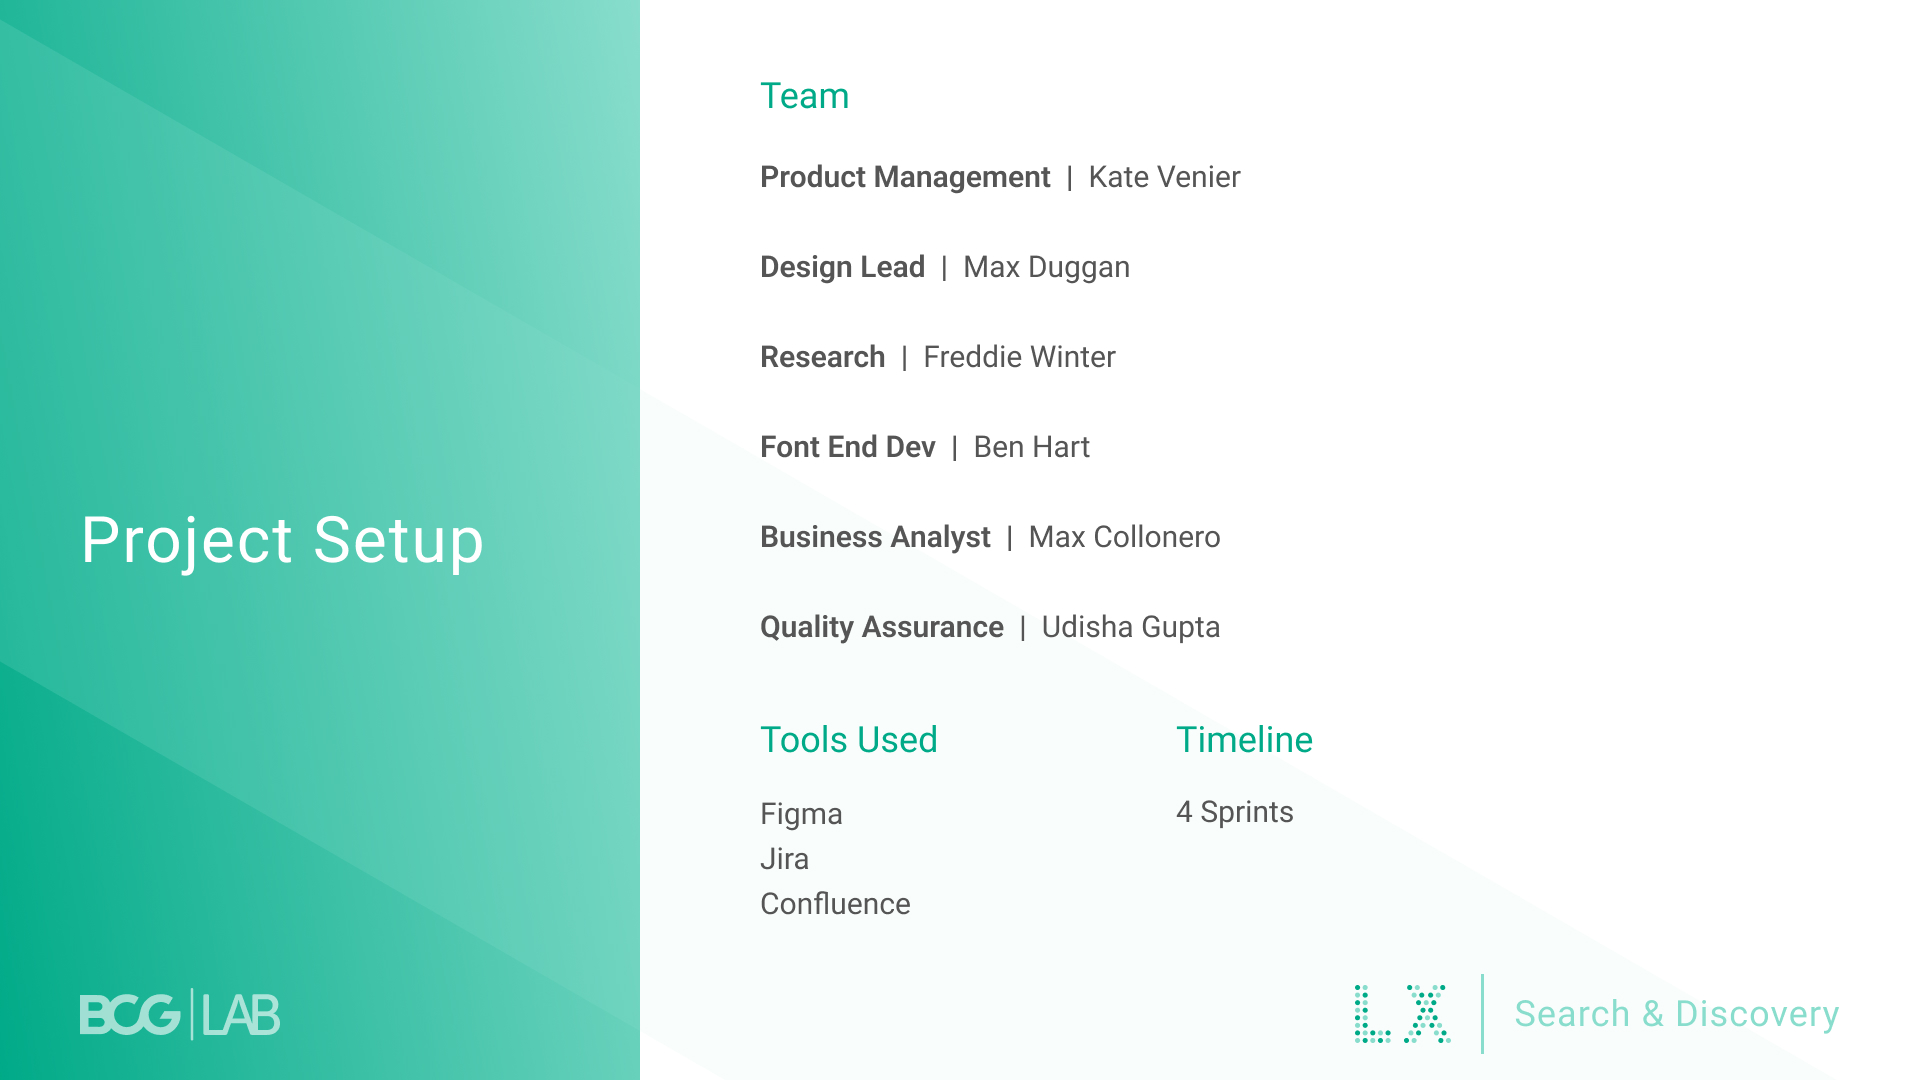 Project Setup
Team
Product Management | Kate Venier
Design Lead | Max Duggan
Research | Freddie Winter
Font End Dev | Ben Hart
Business Analyst | Max Collonero
Quality Assurance | Udisha Gupta
Tools Used
Figma
Jira
Confluence
Timeline
4 Sprints
BCG | LAB
LX | Search & Discovery